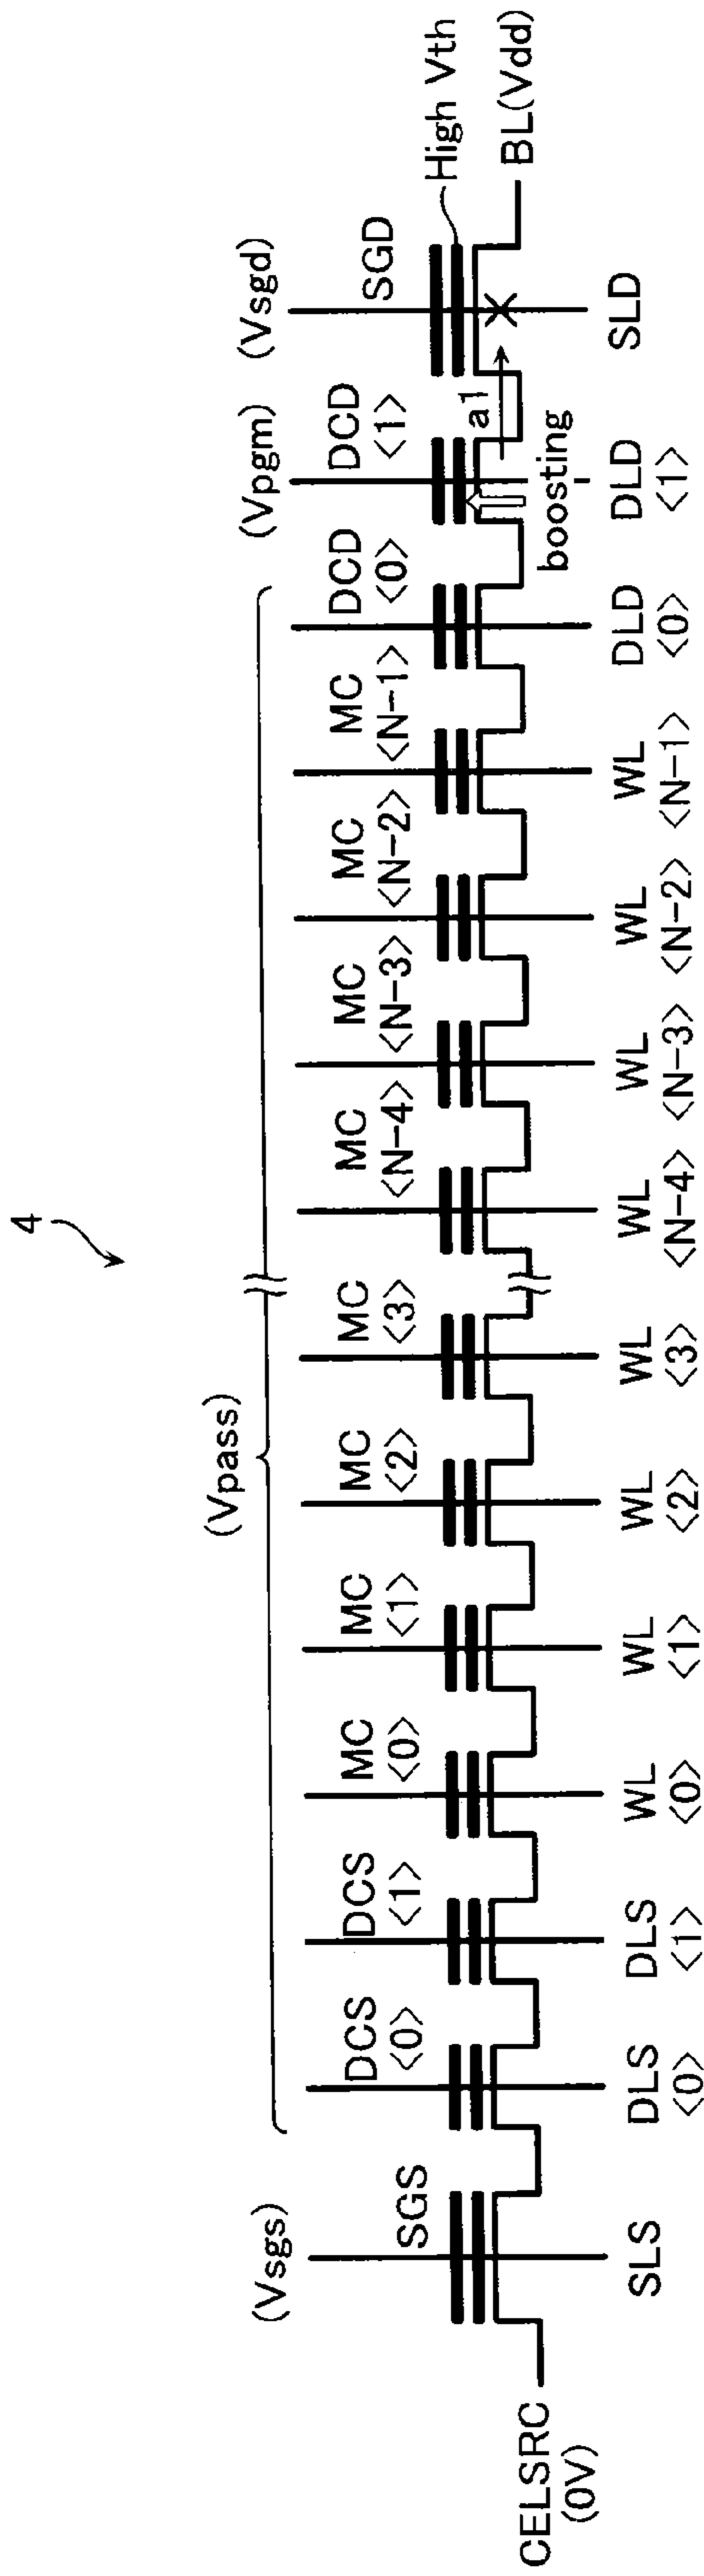 4
(Vpass)
(Vsgs)
(Vpgm)
(Vsgd)
SGS
DCS
<0>
DCS
<1>
MC
<0>
MC
<1>
MC
<2>
MC
<3>
MC
<N-4>
MC
<N-3>
MC
<N-2>
MC
<N-1>
DCD
<0>
DCD
<1>
SGD
High Vth
a1
boosting
BL(Vdd)
CELSRC
(0V)
SLS
DLS
<0>
DLS
<1>
WL
<0>
WL
<1>
WL
<2>
WL
<3>
WL
<N-4>
WL
<N-3>
WL
<N-2>
WL
<N-1>
DLD
<0>
DLD
<1>
SLD